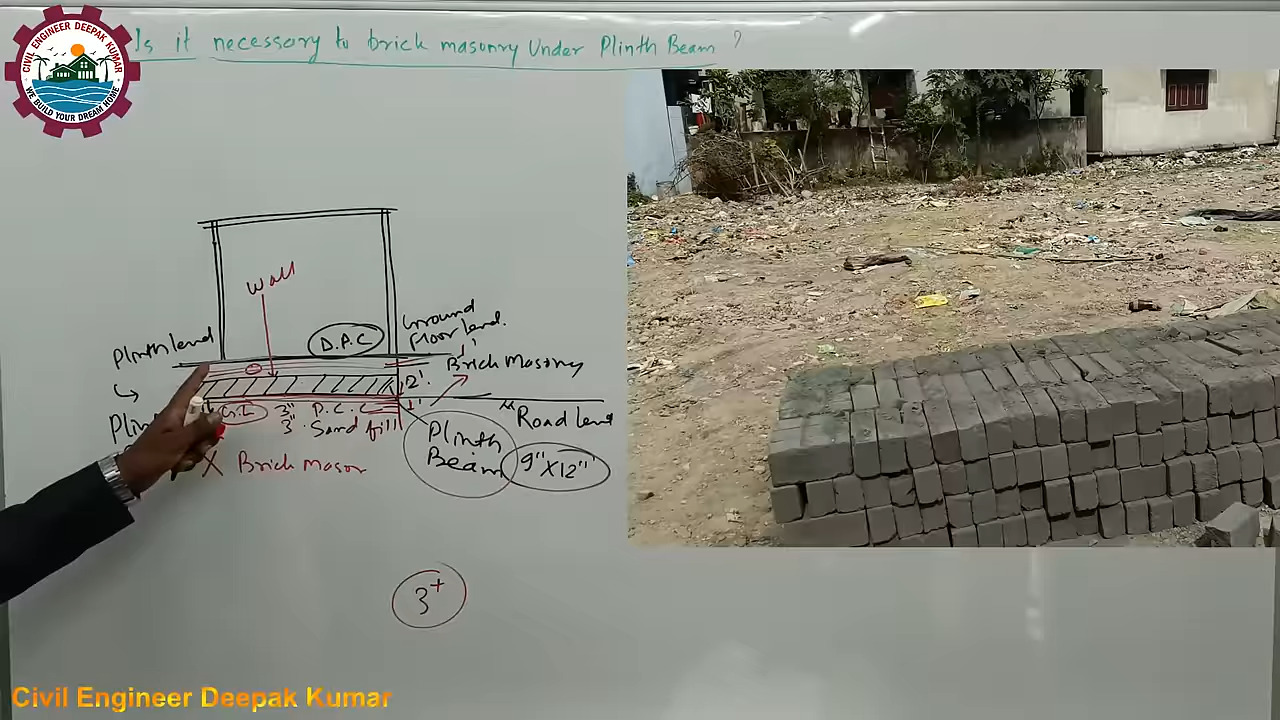 CIVIL ENGINEER DEEPAK KUMAR
WE BUILD YOUR DREAM HOME
Is it necessary to brick masonry Under Plinth Beam ?
Wall
D.P.C
Ground
Floor level.
Plinth level
Brick Masonry
2'
1'
3" P.C.C
3" Sand fill
Road level
Plinth
Beam
9"X12"
X Brick Mason
3+
Civil Engineer Deepak Kumar